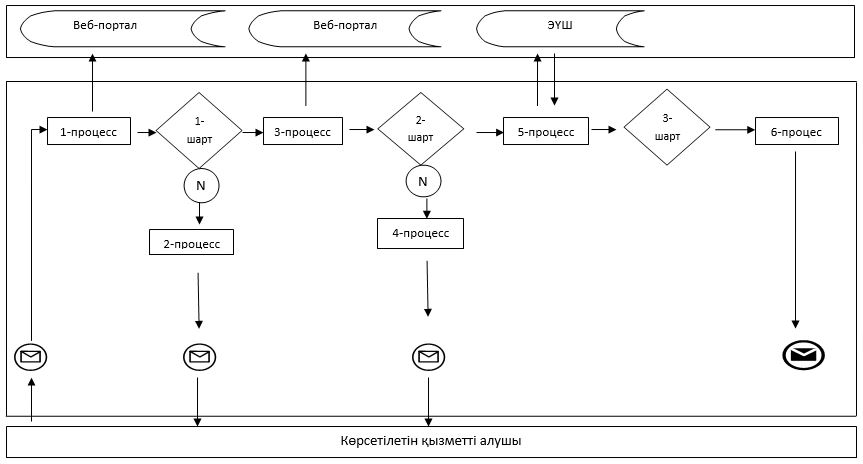 Веб-портал
Веб-портал
ЭҮШ
1-процесс
1-
шарт
3-процесс
2-
шарт
5-процесс
3-
шарт
6-процес
N
N
2-процесс
4-процесс
Көрсетілетін қызметті алушы